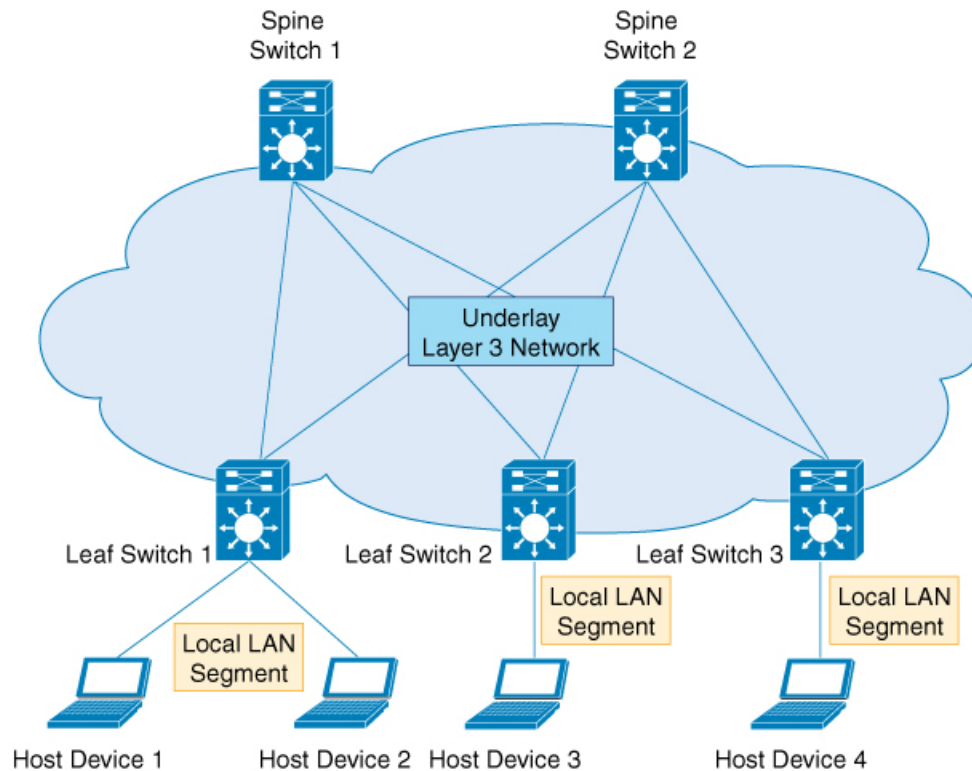 Spine
Switch 1
Spine
Switch 2
Underlay
Layer 3 Network
Leaf Switch 1
Leaf Switch 2
Leaf Switch 3
Local LAN
Segment
Local LAN
Segment
Local LAN
Segment
Host Device 1
Host Device 2
Host Device 3
Host Device 4